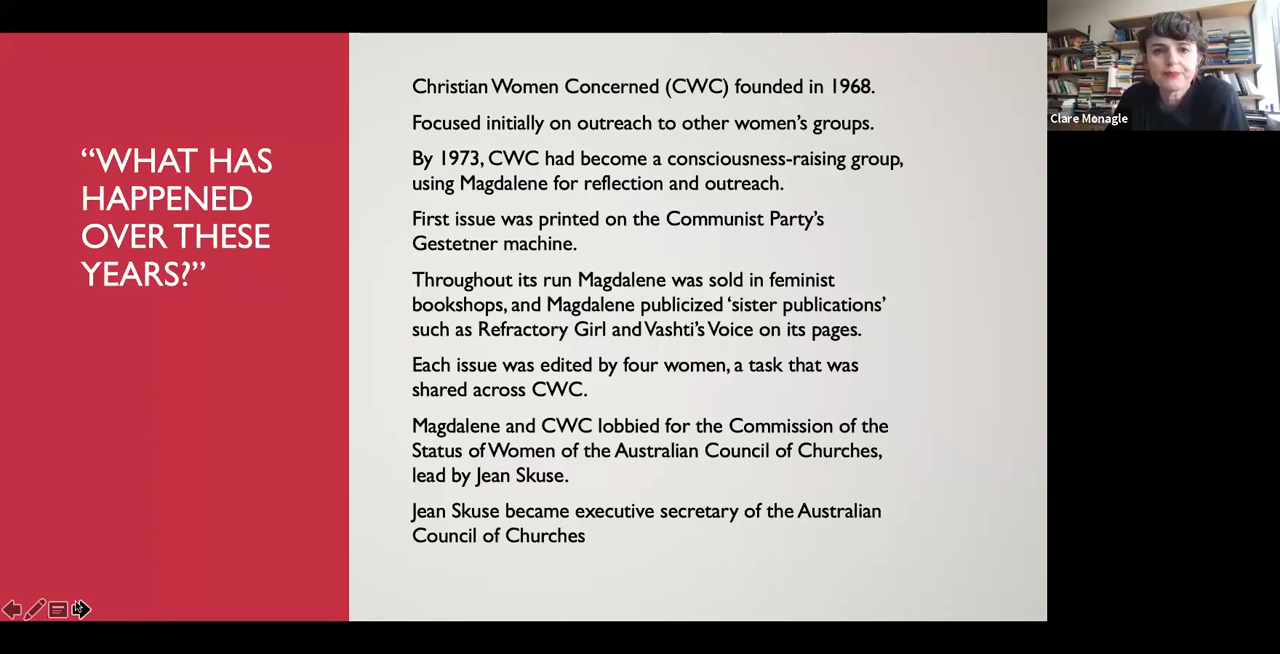 “WHAT HAS
HAPPENED
OVER THESE
YEARS?”
Christian Women Concerned (CWC) founded in 1968.
Focused initially on outreach to other women’s groups.
By 1973, CWC had become a consciousness-raising group,
using Magdalene for reflection and outreach.
First issue was printed on the Communist Party’s
Gestetner machine.
Throughout its run Magdalene was sold in feminist
bookshops, and Magdalene publicized ‘sister publications’
such as Refractory Girl and Vashti’s Voice on its pages.
Each issue was edited by four women, a task that was
shared across CWC.
Magdalene and CWC lobbied for the Commission of the
Status of Women of the Australian Council of Churches,
lead by Jean Skuse.
Jean Skuse became executive secretary of the Australian
Council of Churches
Clare Monagle